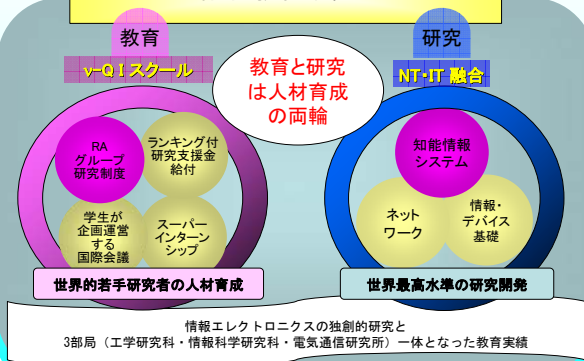 教育
研究
ν-QIスクール
NT・IT 融合
教育と研究
は人材育成
の両輪
RA
グループ
研究制度
ランキング付
研究支援金
給付
学生が
企画運営
する
国際会議
スーパー
インターン
シップ
知能情報
システム
ネット
ワーク
情報・
デバイス
基礎
世界的若手研究者の人材育成
世界最高水準の研究開発
情報エレクトロニクスの独創的研究と
3部局（工学研究科・情報科学研究科・電気通信研究所）一体となった教育実績